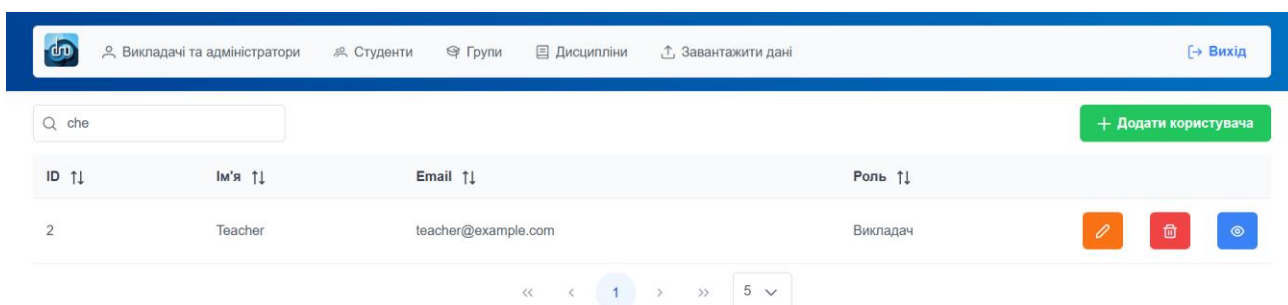 Викладачі та адміністратори Студенти Групи Дисципліни Завантажити дані Вихід
che Додати користувача
ID Ім'я Email Роль
2 Teacher teacher@example.com Викладач
<< < 1 > >> 5